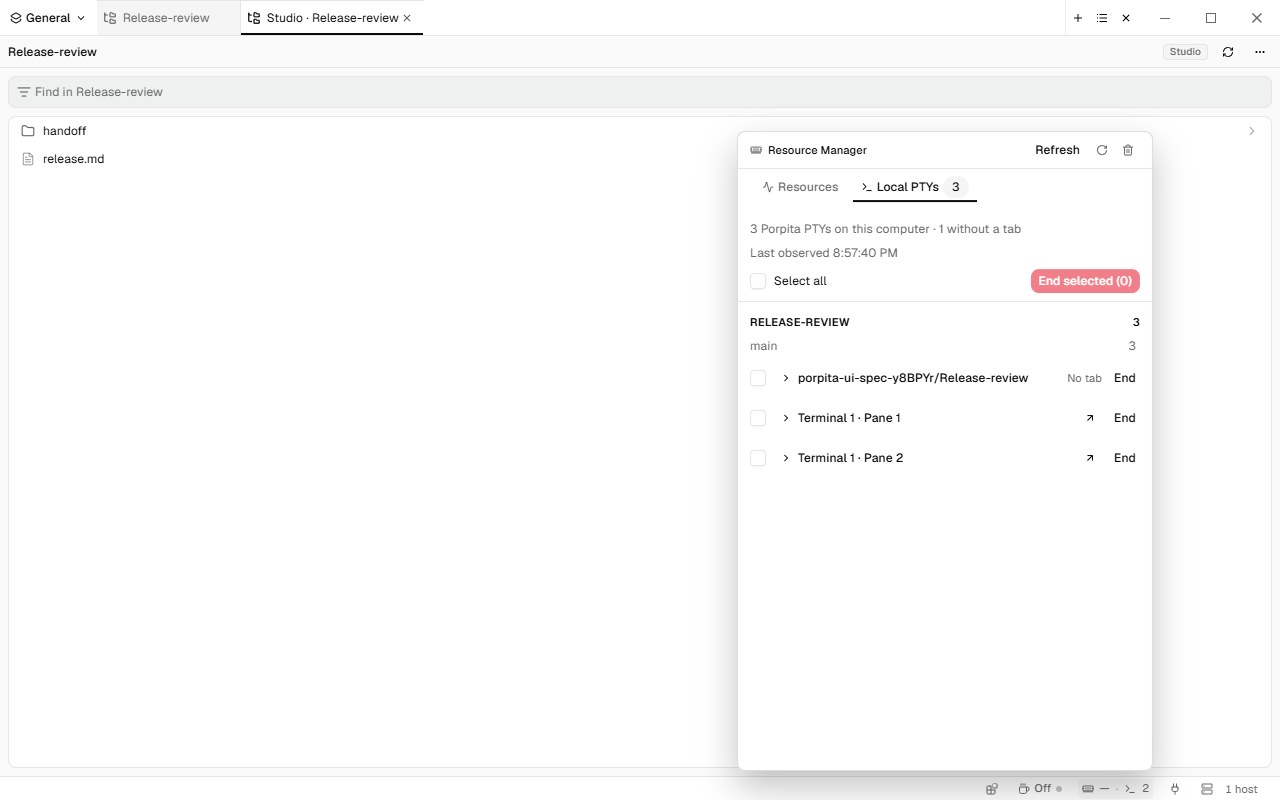 General
Release-review
Studio · Release-review
Release-review
Studio
Find in Release-review
handoff
release.md
Resource Manager
Refresh
Resources
Local PTYs 3
3 Porpita PTYs on this computer · 1 without a tab
Last observed 8:57:40 PM
Select all
End selected (0)
RELEASE-REVIEW 3
main 3
porpita-ui-spec-y8BPYr/Release-review No tab End
Terminal 1 · Pane 1 End
Terminal 1 · Pane 2 End
Off — · 2 1 host